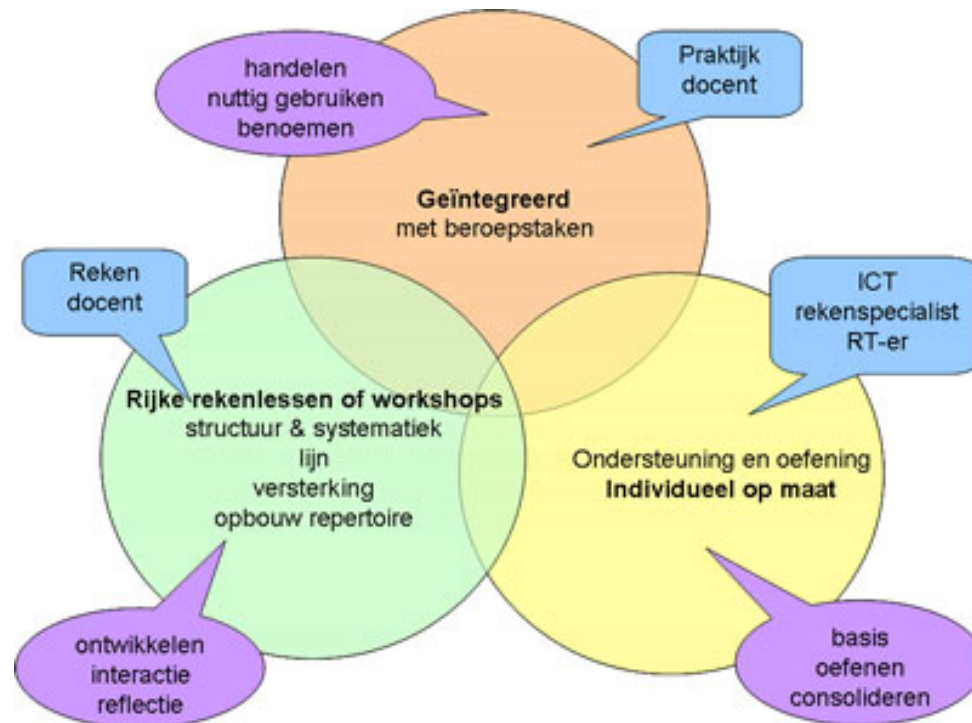 handelen
nuttig gebruiken
benoemen
Praktijk
docent
Geïntegreerd
met beroepstaken
Reken
docent
ICT
rekenspecialist
RT-er
Rijke rekenlessen of workshops
structuur & systematiek
lijn
versterking
opbouw repertoire
Ondersteuning en oefening
Individueel op maat
ontwikkelen
interactie
reflectie
basis
oefenen
consolideren